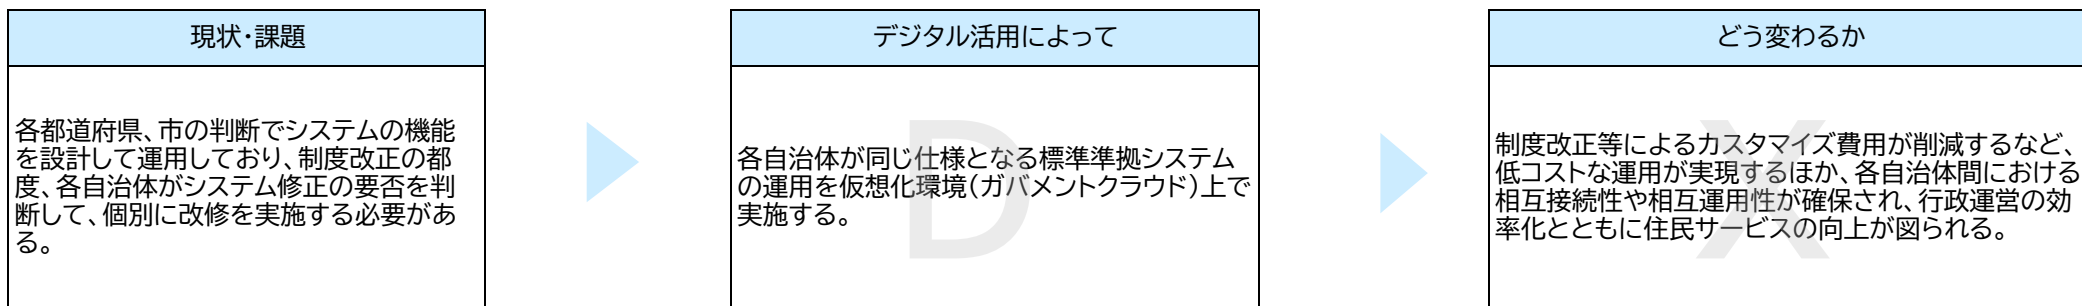 現状・課題
各都道府県、市の判断でシステムの機能
を設計して運用しており、制度改正の都
度、各自治体がシステム修正の要否を判
断して、個別に改修を実施する必要があ
る。
デジタル活用によって
各自治体が同じ仕様となる標準準拠システム
の運用を仮想化環境(ガバメントクラウド)上で
実施する。
D
どう変わるか
制度改正等によるカスタマイズ費用が削減するなど、
低コストな運用が実現するほか、各自治体間における
相互接続性や相互運用性が確保され、行政運営の効
率化とともに住民サービスの向上が図られる。
X